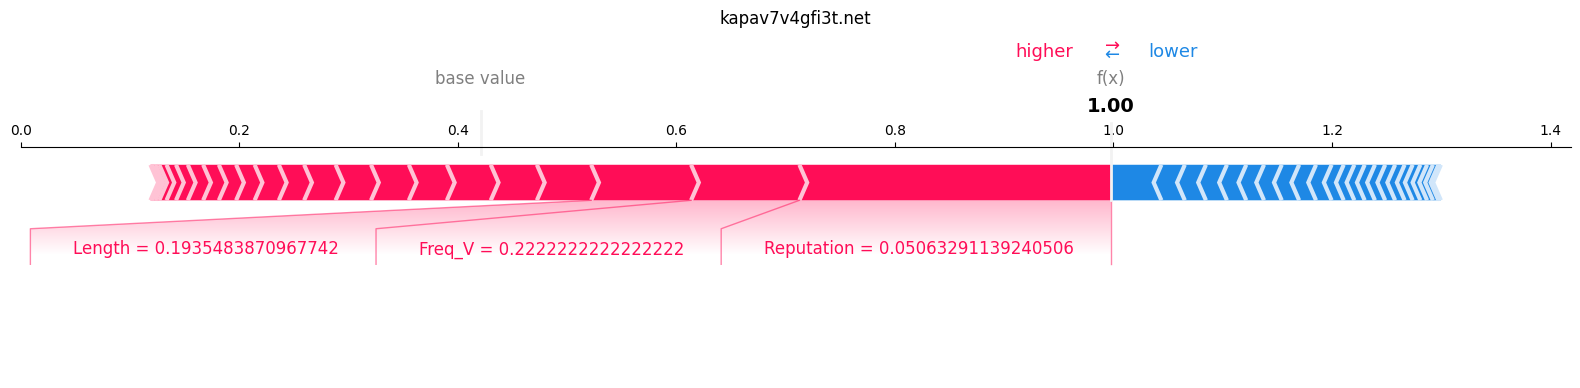 kapav7v4gfi3t.net
higher ⇄ lower
base value f(x)
1.00
0.0 0.2 0.4 0.6 0.8 1.0 1.2 1.4
Length = 0.1935483870967742 Freq_V = 0.2222222222222222 Reputation = 0.05063291139240506